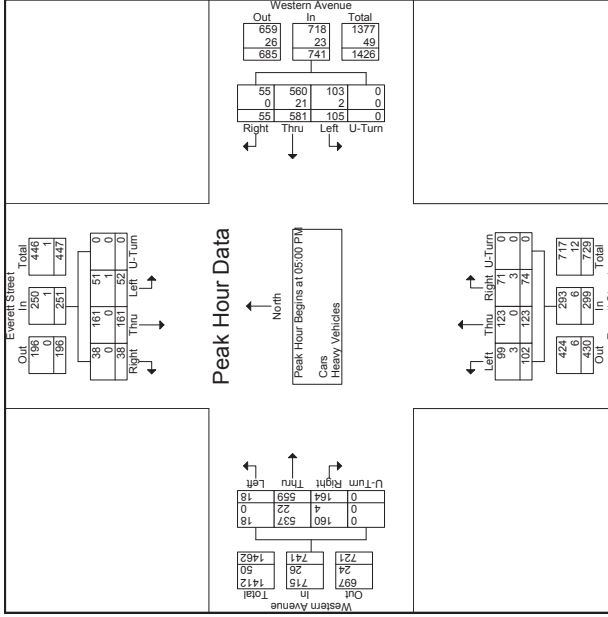 Western Avenue
Out In Total
659 718 1377
26 23 49
685 741 1426
55 560 103 0
0 21 2 0
55 581 105 0
Right Thru Left U-Turn
Everett Street
Out In Total
196 250 446
0 1 1
196 251 447
38 161 51 0
0 0 1 0
38 161 52 0
Right Thru Left U-Turn
Peak Hour Data
North
Peak Hour Begins at 05:00 PM
Cars
Heavy Vehicles
Left Thru Right U-Turn
99 123 71 0
3 0 3 0
102 123 74 0
424 293 717
6 6 12
430 299 729
Out In Total
Left Thru Right U-Turn
18 559 164 0
0 22 4 0
18 537 160 0
1462 741 721
50 26 24
1412 715 697
Total In Out
Western Avenue